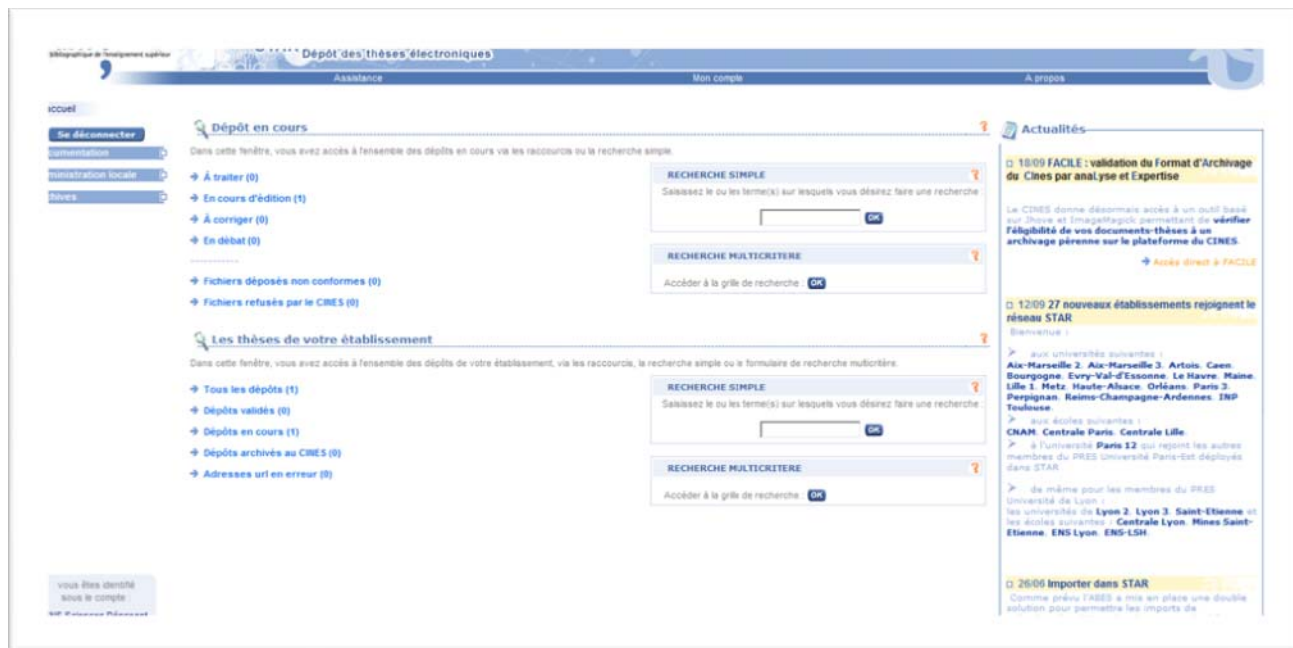 bibliographique de l'enseignement supérieur
Dépôt des thèses électroniques
Assistance
Mon compte
A propos
ccueil
Se déconnecter
cumentation
ministration locale
chives
Dépôt en cours
Dans cette fenêtre, vous avez accès à l'ensemble des dépôts en cours via les raccourcis ou la recherche simple.
À traiter (0)
En cours d'édition (1)
À corriger (0)
En débat (0)
-----------
Fichiers déposés non conformes (0)
Fichiers refusés par le CINES (0)
RECHERCHE SIMPLE
Saisissez le ou les terme(s) sur lesquels vous désirez faire une recherche
OK
RECHERCHE MULTICRITERE
Accéder à la grille de recherche : OK
Les thèses de votre établissement
Dans cette fenêtre, vous avez accès à l'ensemble des dépôts de votre établissement, via les raccourcis, la recherche simple ou le formulaire de recherche multicritère.
Tous les dépôts (1)
Dépôts validés (0)
Dépôts en cours (1)
Dépôts archivés au CINES (0)
Adresses url en erreur (0)
RECHERCHE SIMPLE
Saisissez le ou les terme(s) sur lesquels vous désirez faire une recherche :
OK
RECHERCHE MULTICRITERE
Accéder à la grille de recherche : OK
Actualités
18/09 FACILE : validation du Format d'Archivage
du CInes par anaLyse et Expertise
Le CINES donne désormais accès à un outil basé
sur Jhove et ImageMagick permettant de vérifier
l'éligibilité de vos documents-thèses à un
archivage pérenne sur le plateforme du CINES.
Accès direct à FACILE
12/09 27 nouveaux établissements rejoignent le
réseau STAR
Bienvenue :
aux universités suivantes :
Aix-Marseille 2, Aix-Marseille 3, Artois, Caen,
Bourgogne, Evry-Val-d'Essonne, Le Havre, Maine,
Lille 1, Metz, Haute-Alsace, Orléans, Paris 3,
Perpignan, Reims-Champagne-Ardennes, INP
Toulouse.
aux écoles suivantes :
CNAM, Centrale Paris, Centrale Lille.
à l'université Paris 12 qui rejoint les autres
membres du PRES Université Paris-Est déployés
dans STAR
de même pour les membres du PRES
Université de Lyon :
les universités de Lyon 2, Lyon 3, Saint-Etienne et
les écoles suivantes : Centrale Lyon, Mines Saint-
Etienne, ENS Lyon, ENS-LSH.
26/06 Importer dans STAR
Comme prévu l'ABES a mis en place une double
solution pour permettre les imports de
vous êtes identifié
sous le compte :